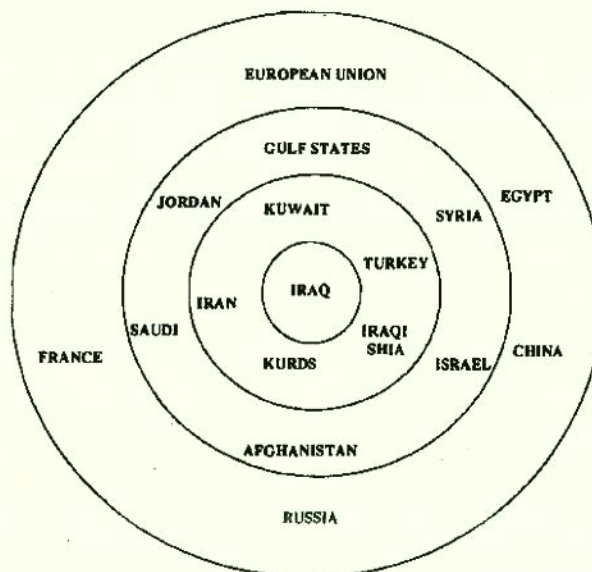 EUROPEAN UNION
GULF STATES
JORDAN
EGYPT
KUWAIT
SYRIA
TURKEY
IRAQ
IRAN
SAUDI
IRAQI
SHIA
FRANCE
KURDS
ISRAEL
CHINA
AFGHANISTAN
RUSSIA